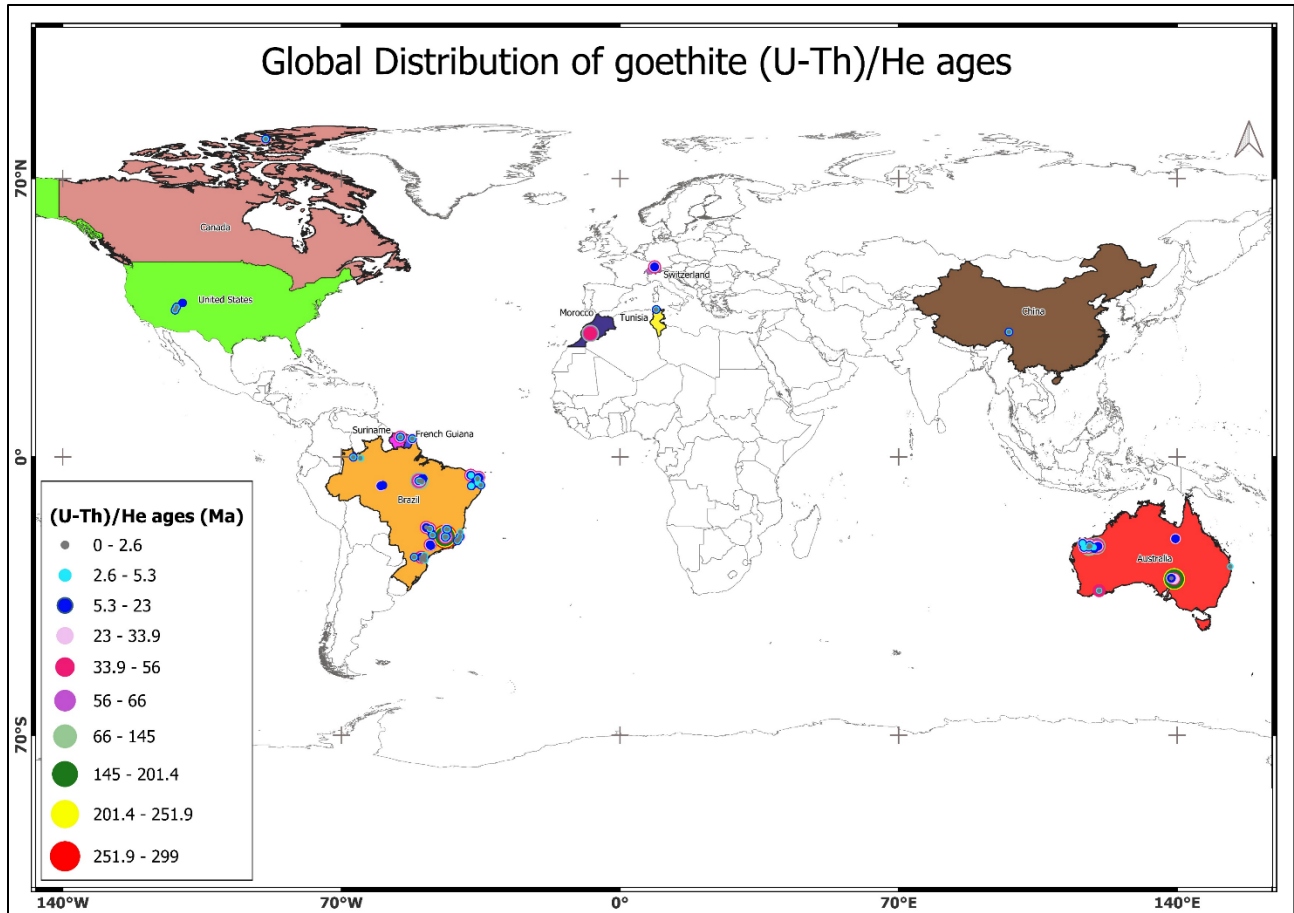 Global Distribution of goethite (U-Th)/He ages
70°N
0°
70°S
Canada
United States
Switzerland
Morocco
Tunisia
China
Suriname
French Guiana
Brazil
Australia
(U-Th)/He ages (Ma)
0 - 2.6
2.6 - 5.3
5.3 - 23
23 - 33.9
33.9 - 56
56 - 66
66 - 145
145 - 201.4
201.4 - 251.9
251.9 - 299
140°W
70°W
0°
70°E
140°E